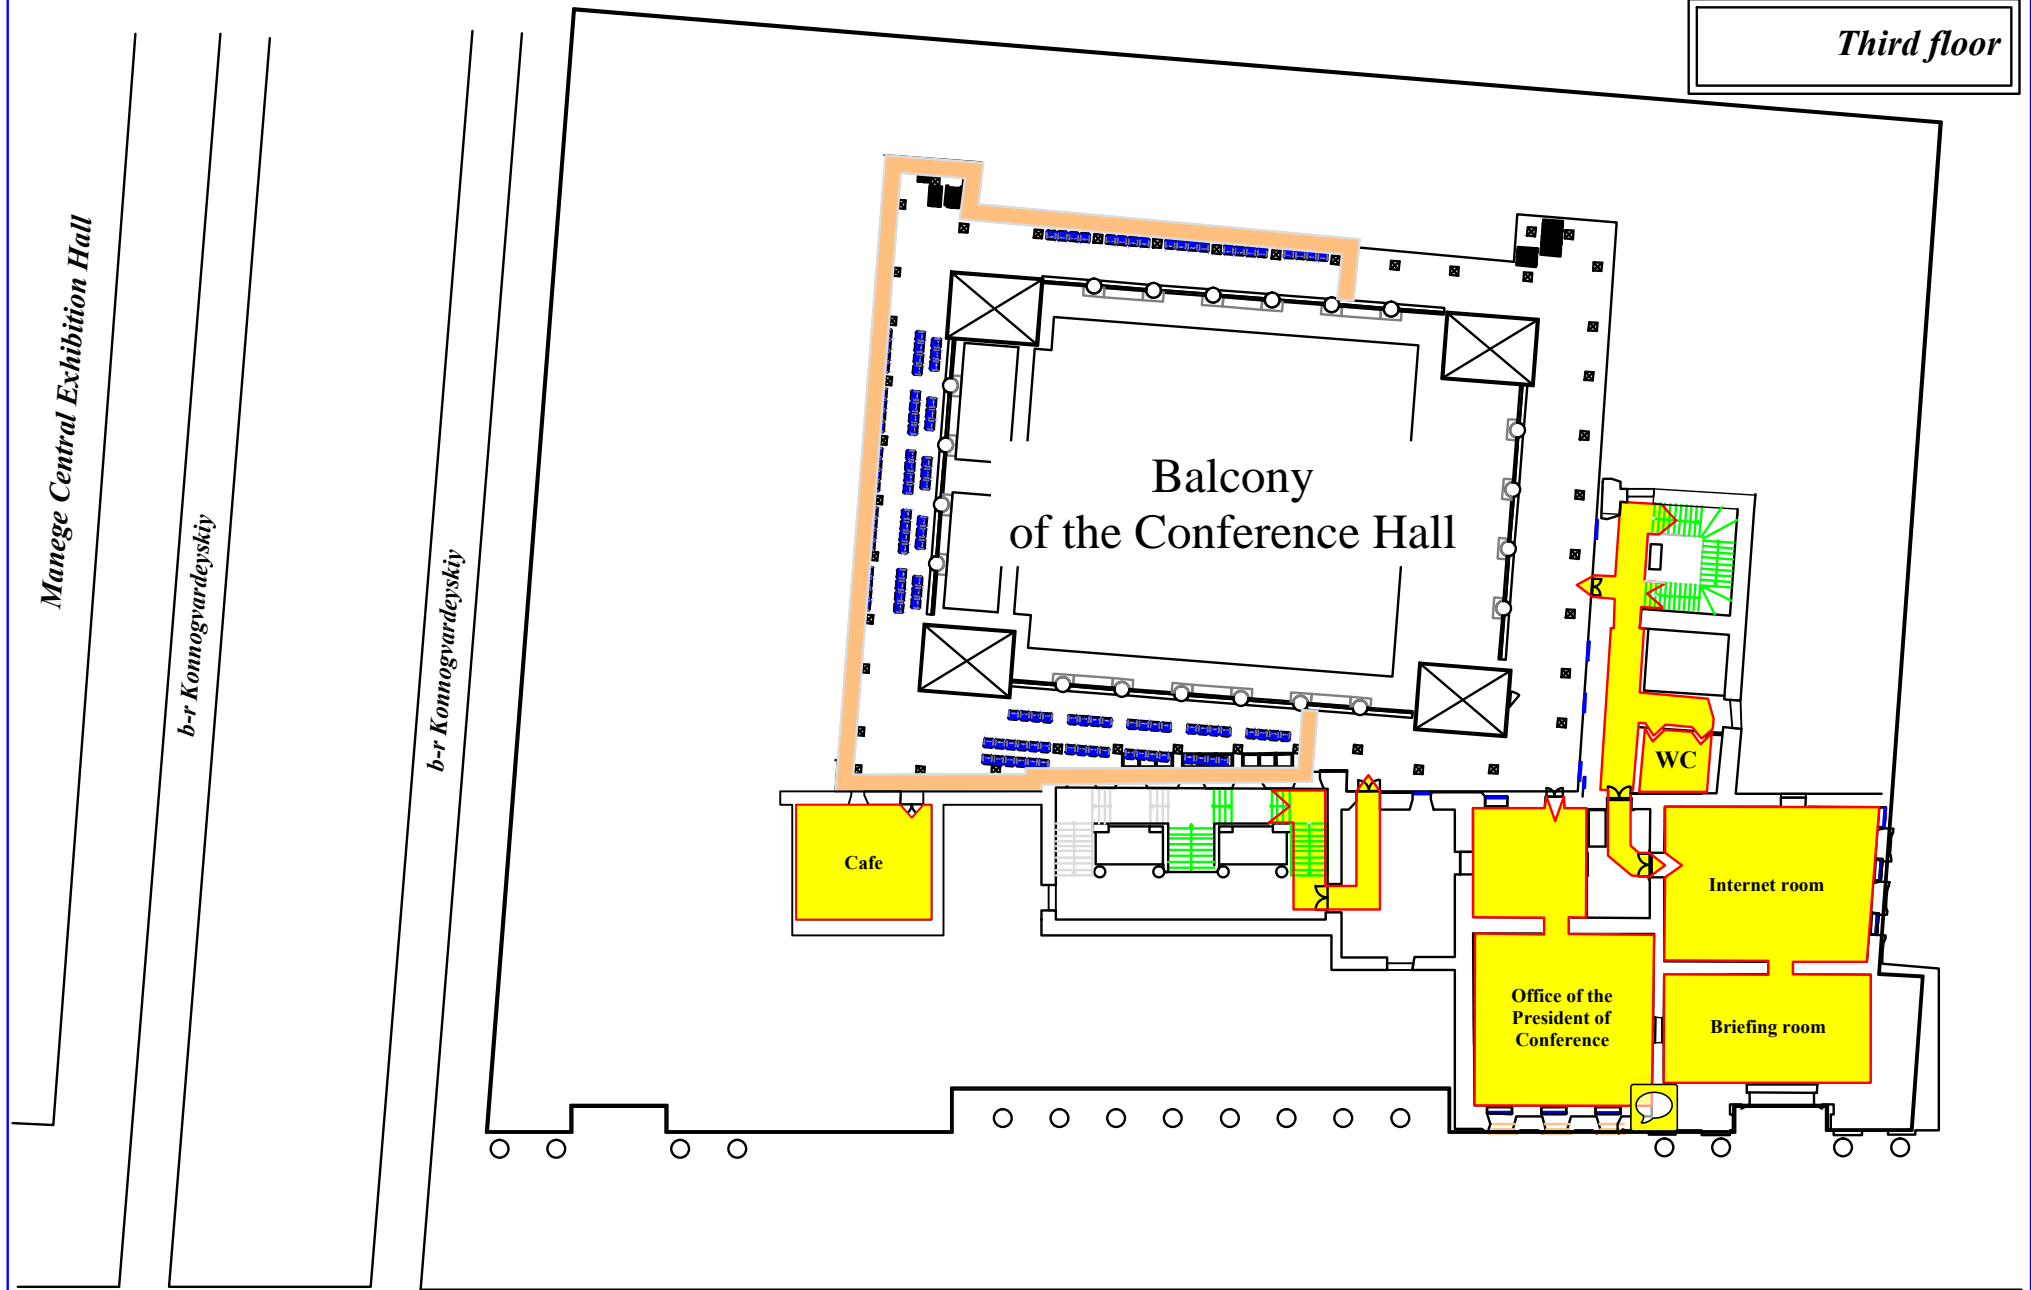 Third floor
Manege Central Exhibition Hall
b-r Konnogvardeyskiy
b-r Konnogvardeyskiy
Balcony
of the Conference Hall
WC
Cafe
Internet room
Office of the
President of
Conference
Briefing room